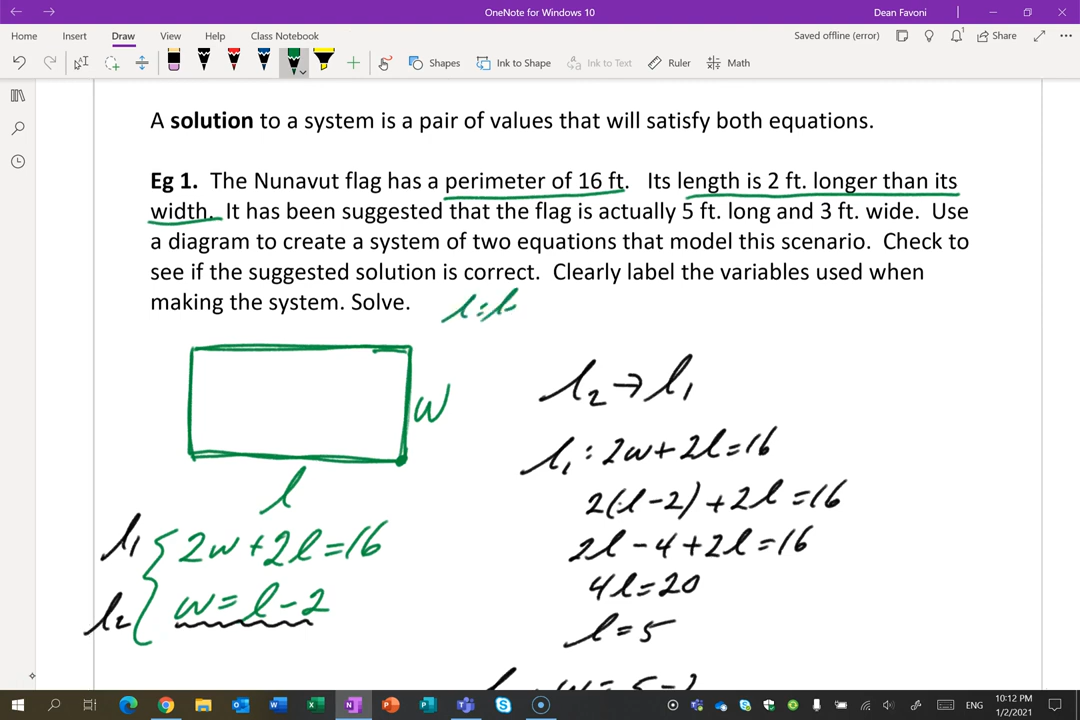 OneNote for Windows 10
Dean Favoni
Home Insert Draw View Help Class Notebook
Saved offline (error)
Share
Shapes
Ink to Shape
Ink to Text
Ruler
Math
A solution to a system is a pair of values that will satisfy both equations.
Eg 1. The Nunavut flag has a perimeter of 16 ft. Its length is 2 ft. longer than its
width. It has been suggested that the flag is actually 5 ft. long and 3 ft. wide. Use
a diagram to create a system of two equations that model this scenario. Check to
see if the suggested solution is correct. Clearly label the variables used when
making the system. Solve.
l = l
w
l
l₁ { 2w + 2l = 16
l₂ { w = l - 2
l₂ → l₁
l₁ : 2w + 2l = 16
2(l - 2) + 2l = 16
2l - 4 + 2l = 16
4l = 20
l = 5
w = 5 - 2
ENG
10:12 PM
1/2/2021